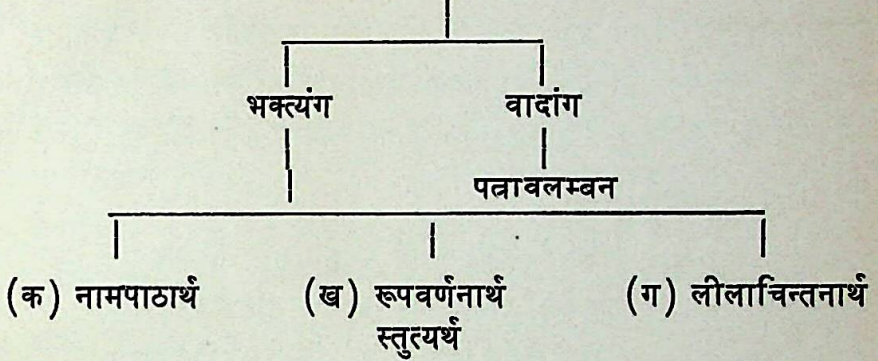 भक्त्यंग वादांग
पत्रावलम्बन
(क) नामपाठार्थ (ख) रूपवर्णनार्थ (ग) लीलाचिन्तनार्थ
स्तुत्यर्थ